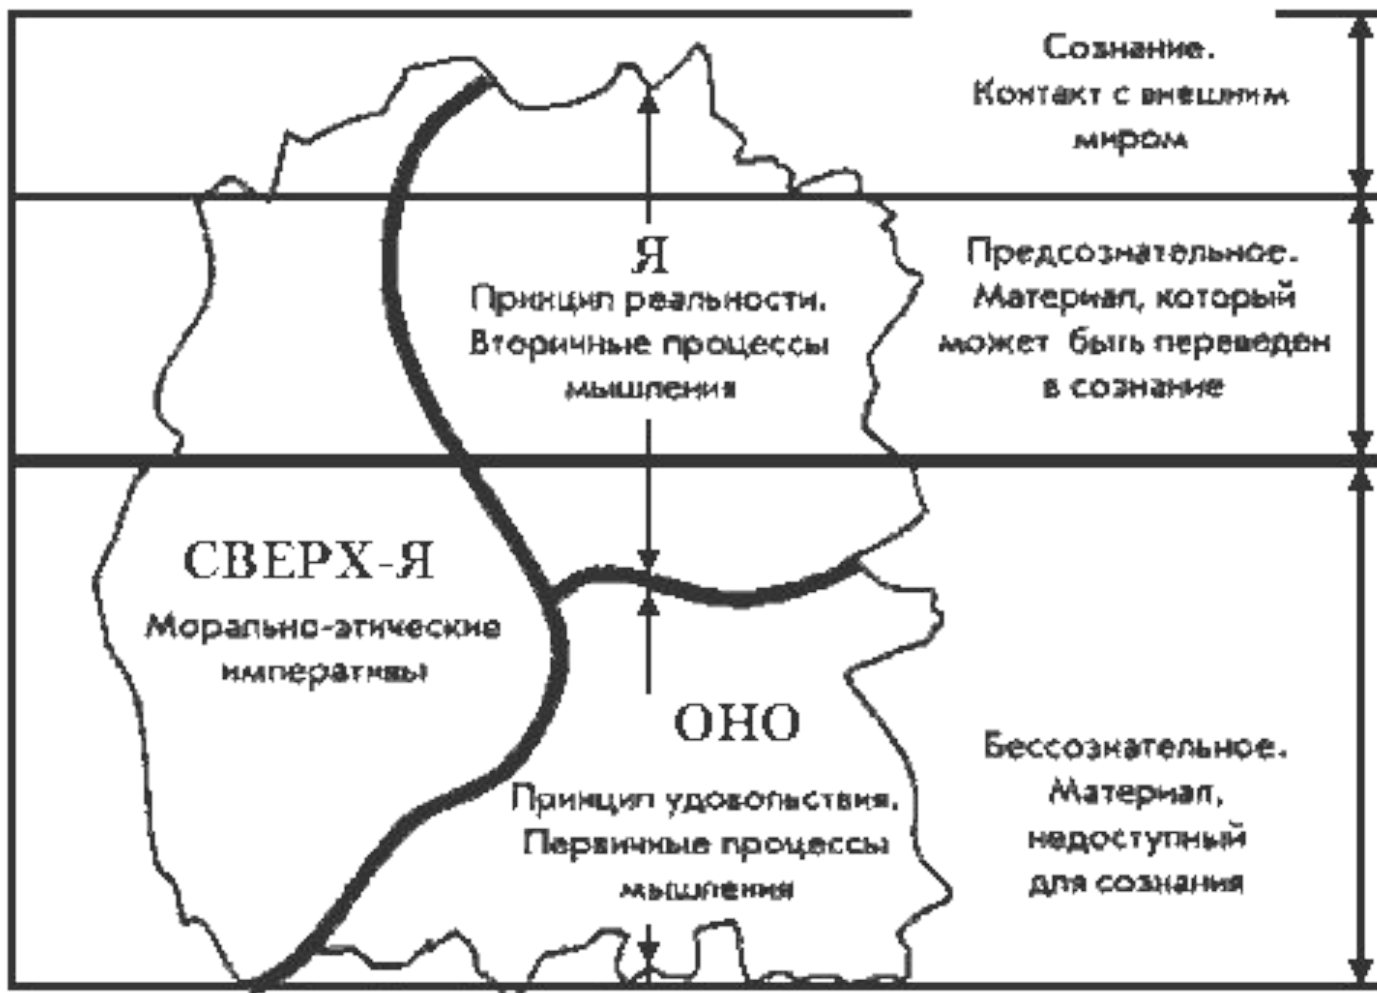 Сознание.
Контакт с внешним
миром
Я
Принцип реальности.
Вторичные процессы
мышления
Предсознательное.
Материал, который
может быть переведен
в сознание
СВЕРХ-Я
Морально-этические
императивы
ОНО
Принцип удовольствия.
Первичные процессы
мышления
Бессознательное.
Материал,
недоступный
для сознания